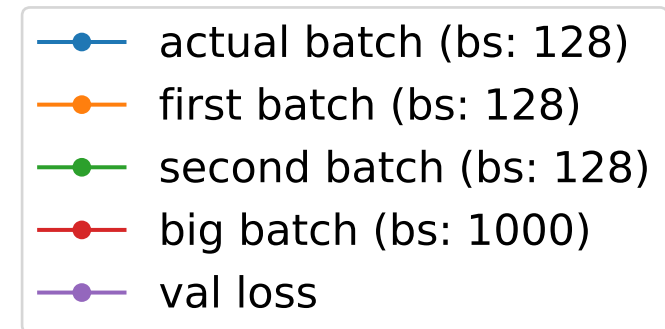 actual batch (bs: 128)
first batch (bs: 128)
second batch (bs: 128)
big batch (bs: 1000)
val loss